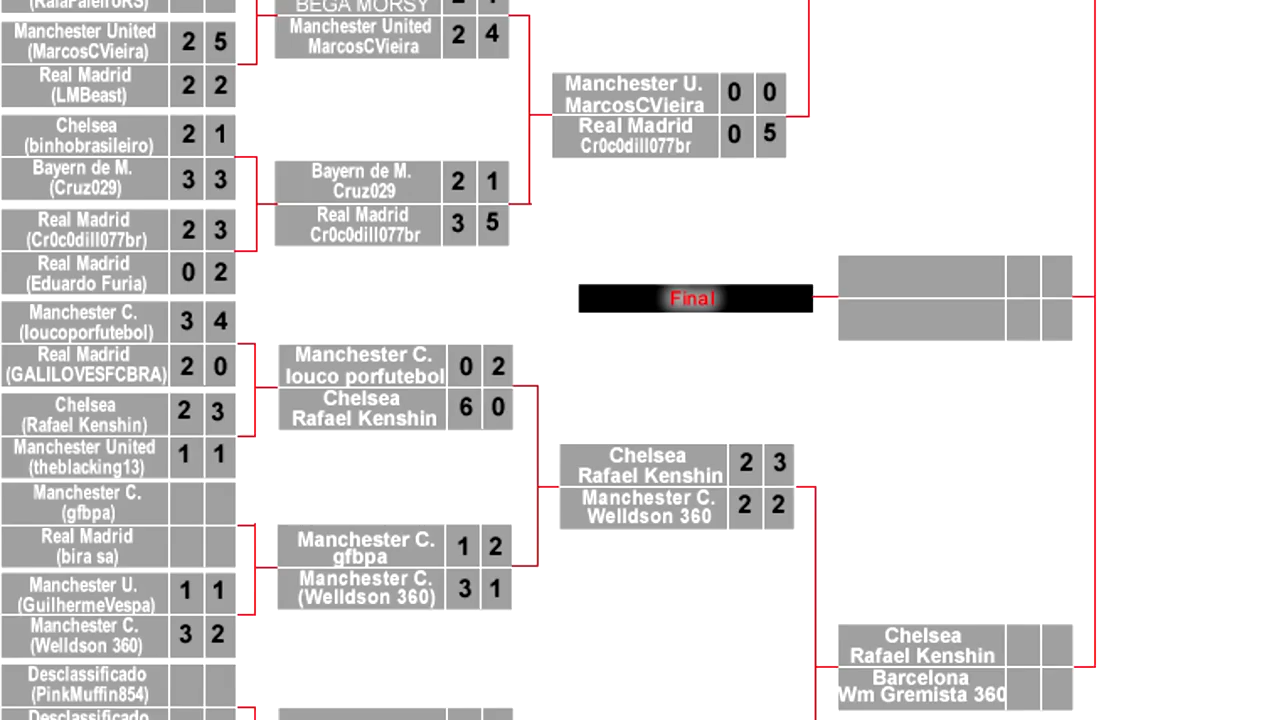 (RafaFaleiroRS)
Manchester United 2 5
(MarcosCVieira)
Real Madrid 2 2
(LMBeast)
Chelsea 2 1
(binhobrasileiro)
Bayern de M. 3 3
(Cruz029)
Real Madrid 2 3
(Cr0c0dill077br)
Real Madrid 0 2
(Eduardo Furia)
Manchester C. 3 4
(loucoporfutebol)
Real Madrid 2 0
(GALILOVESFCBRA)
Chelsea 2 3
(Rafael Kenshin)
Manchester United 1 1
(theblacking13)
Manchester C.
(gfbpa)
Real Madrid
(bira sa)
Manchester U. 1 1
(GuilhermeVespa)
Manchester C. 3 2
(Welldson 360)
Desclassificado
(PinkMuffin854)
Desclassificado
BEGA MORSY
Manchester United 2 4
MarcosCVieira
Bayern de M. 2 1
Cruz029
Real Madrid 3 5
Cr0c0dill077br
Manchester C. 0 2
louco porfutebol
Chelsea 6 0
Rafael Kenshin
Manchester C. 1 2
gfbpa
Manchester C. 3 1
(Welldson 360)
Manchester U. 0 0
MarcosCVieira
Real Madrid 0 5
Cr0c0dill077br
Final
Chelsea 2 3
Rafael Kenshin
Manchester C. 2 2
Welldson 360
Chelsea
Rafael Kenshin
Barcelona
Wm Gremista 360